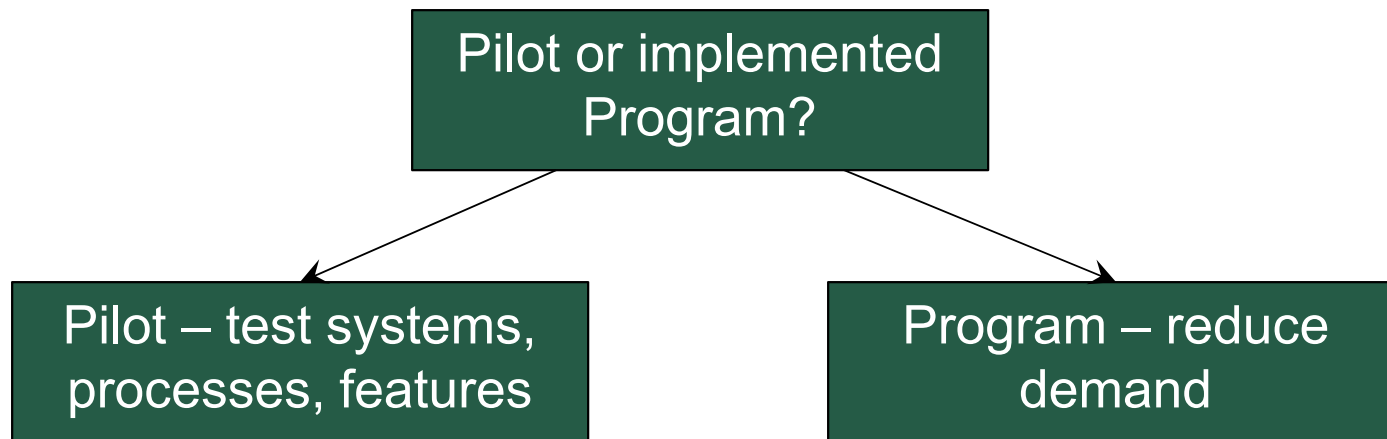 Pilot or implemented
Program?
Pilot – test systems,
processes, features
Program – reduce
demand